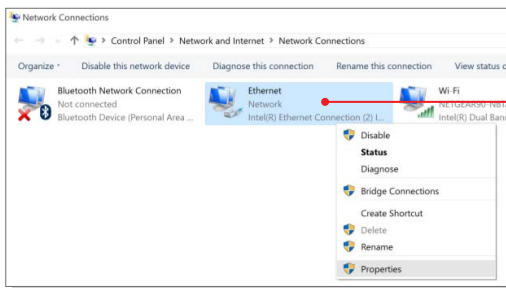 Network Connections
Control Panel > Network and Internet > Network Connections
Organize Disable this network device Diagnose this connection Rename this connection View status
Bluetooth Network Connection
Not connected
Bluetooth Device (Personal Area ...
Ethernet
Network
Intel(R) Ethernet Connection (2) I...
Wi-Fi
Intel(R) Dual Ban
Disable
Status
Diagnose
Bridge Connections
Create Shortcut
Delete
Rename
Properties